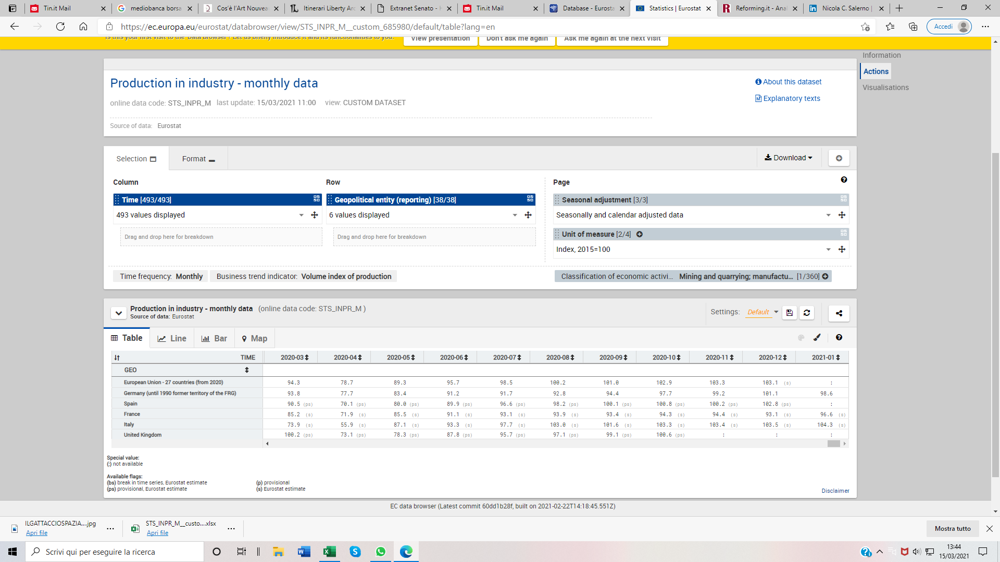 Tin.it Mail
mediobanca borsa
Cos'è l'Art Nouvea
Itinerari Liberty Arc
Extranet Senato - H
Tin.it Mail
Database - Eurosta
Statistics | Eurostat
Reforming.it - Anal
Nicola C. Salerno |
https://ec.europa.eu/eurostat/databrowser/view/STS_INPR_M__custom_685980/default/table?lang=en
Accedi
Is this your first visit to the Data browser? Let us briefly introduce it and its functionalities to you.
View presentation
Don't ask me again
Ask me again at the next visit
Information
Actions
Visualisations
Production in industry - monthly data
About this dataset
online data code: STS_INPR_M last update: 15/03/2021 11:00 view: CUSTOM DATASET
Explanatory texts
Source of data: Eurostat
Selection
Format
Download
Column
Row
Page
Time [493/493]
Geopolitical entity (reporting) [38/38]
Seasonal adjustment [3/3]
493 values displayed
6 values displayed
Seasonally and calendar adjusted data
Drag and drop here for breakdown
Drag and drop here for breakdown
Unit of measure [2/4]
Index, 2015=100
Time frequency: Monthly
Business trend indicator: Volume index of production
Classification of economic activi... Mining and quarrying; manufactu... [1/360]
Production in industry - monthly data (online data code: STS_INPR_M )
Source of data: Eurostat
Settings: Default
Table
Line
Bar
Map
TIME 2020-03 2020-04 2020-05 2020-06 2020-07 2020-08 2020-09 2020-10 2020-11 2020-12 2021-01
GEO
European Union - 27 countries (from 2020) 94.3 78.7 89.3 95.7 98.5 100.2 101.0 102.9 103.3 103.1 (s) :
Germany (until 1990 former territory of the FRG) 93.8 77.7 83.4 91.2 91.7 92.8 94.4 97.7 99.2 101.1 98.6
Spain 90.5 (ps) 70.1 (ps) 80.0 (ps) 89.9 (ps) 96.6 (ps) 98.2 (ps) 100.1 (ps) 100.8 (ps) 100.2 (ps) 102.8 (ps) :
France 85.2 (s) 71.9 (s) 85.5 (s) 91.1 (s) 93.1 (s) 93.9 (s) 93.4 (s) 94.3 (s) 94.4 (s) 93.1 (s) 96.6 (s)
Italy 73.9 (s) 55.9 (s) 87.1 (s) 93.3 (s) 97.7 (s) 103.0 (s) 101.6 (s) 103.3 (s) 103.4 (s) 103.5 (s) 104.3 (s)
United Kingdom 100.2 (ps) 73.1 (ps) 78.3 (ps) 87.8 (ps) 95.7 (ps) 97.1 (ps) 99.1 (ps) 100.6 (ps) : : :
Special value:
(:) not available
Available flags:
(bs) break in time series, Eurostat estimate
(p) provisional
(ps) provisional, Eurostat estimate
(s) Eurostat estimate
Disclaimer
EC data browser (Latest commit 60dd1b28f, built on 2021-02-22T14:18:45.551Z)
ILGATTACCIOSPAZIA....jpg
Apri file
STS_INPR_M__custo....xlsx
Apri file
Mostra tutto
Scrivi qui per eseguire la ricerca
13:44
15/03/2021